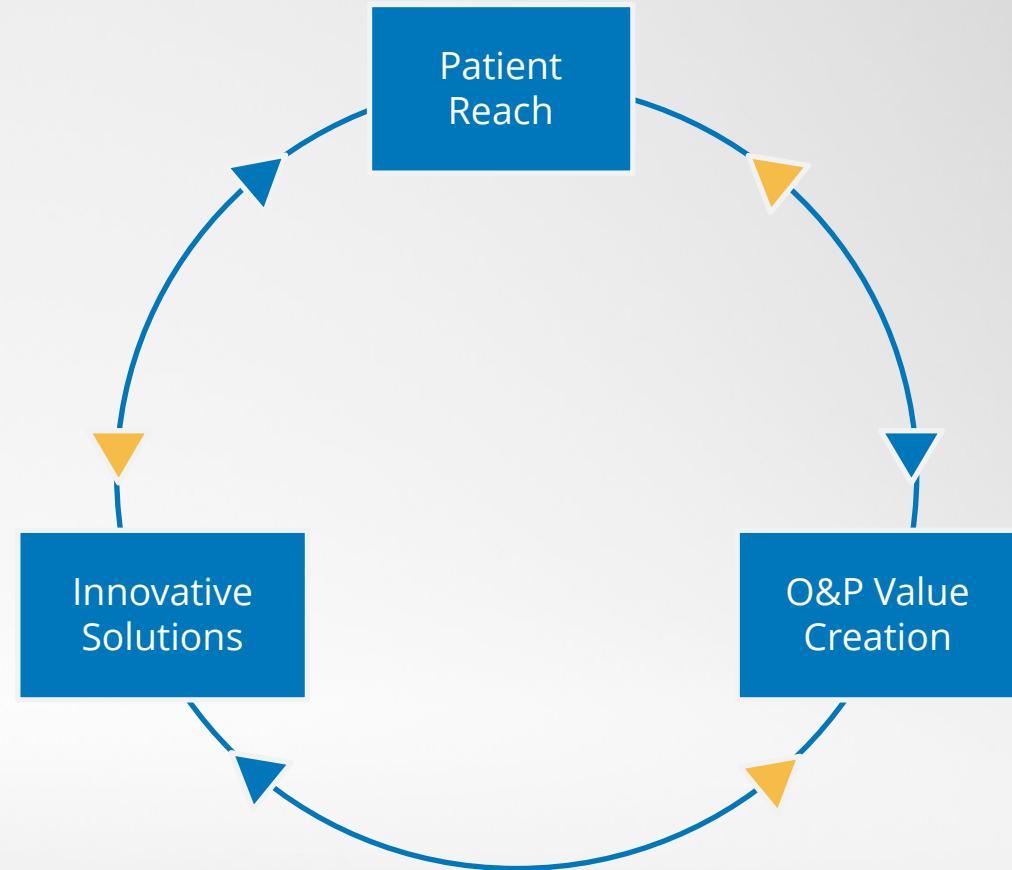 Patient
Reach
Innovative
Solutions
O&P Value
Creation